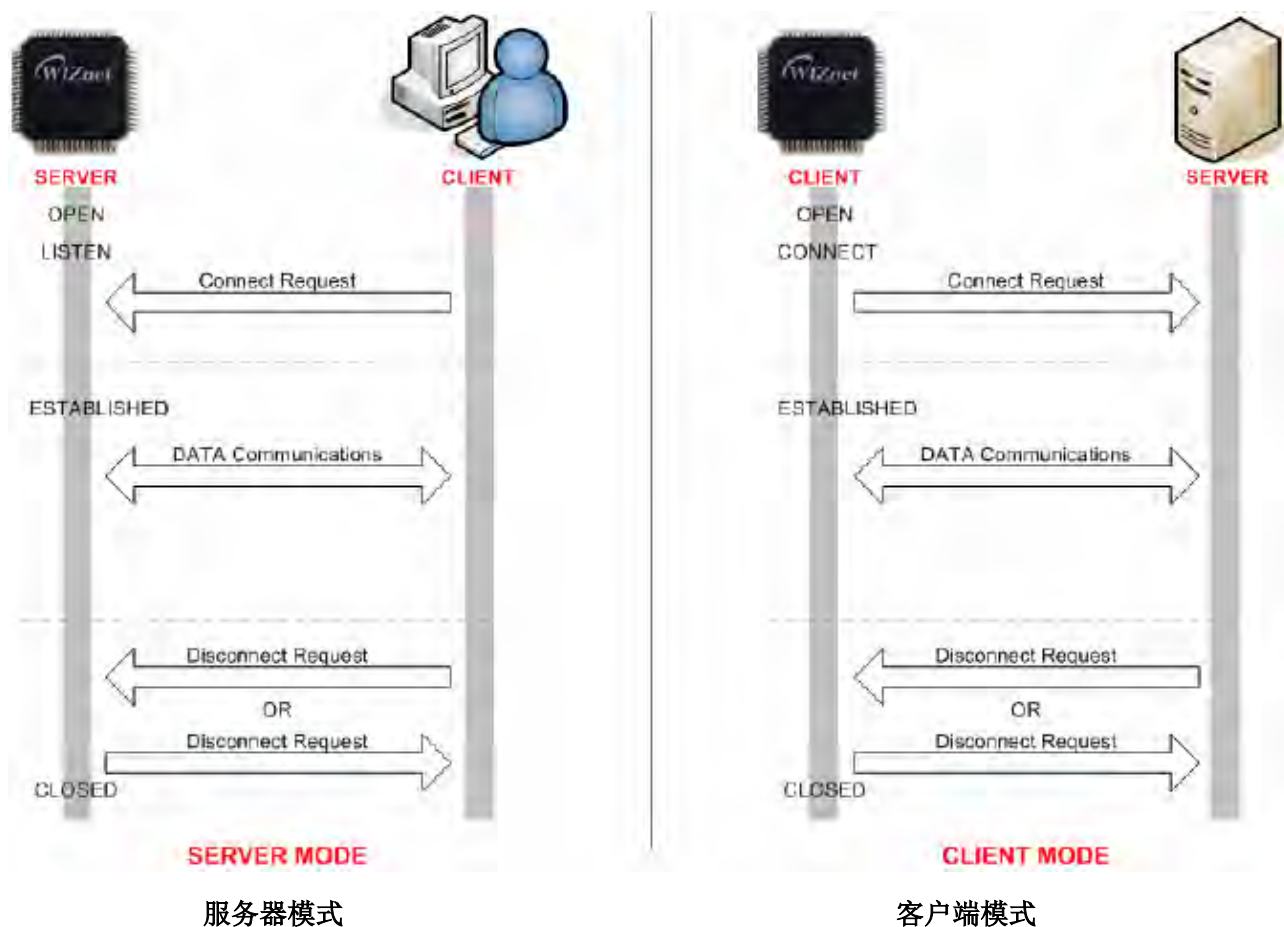 WIZnet
SERVER
CLIENT
OPEN
LISTEN
Connect Request
ESTABLISHED
DATA Communications
Disconnect Request
OR
Disconnect Request
CLOSED
SERVER MODE
服务器模式
WIZnet
CLIENT
SERVER
OPEN
CONNECT
Connect Request
ESTABLISHED
DATA Communications
Disconnect Request
OR
Disconnect Request
CLOSED
CLIENT MODE
客户端模式